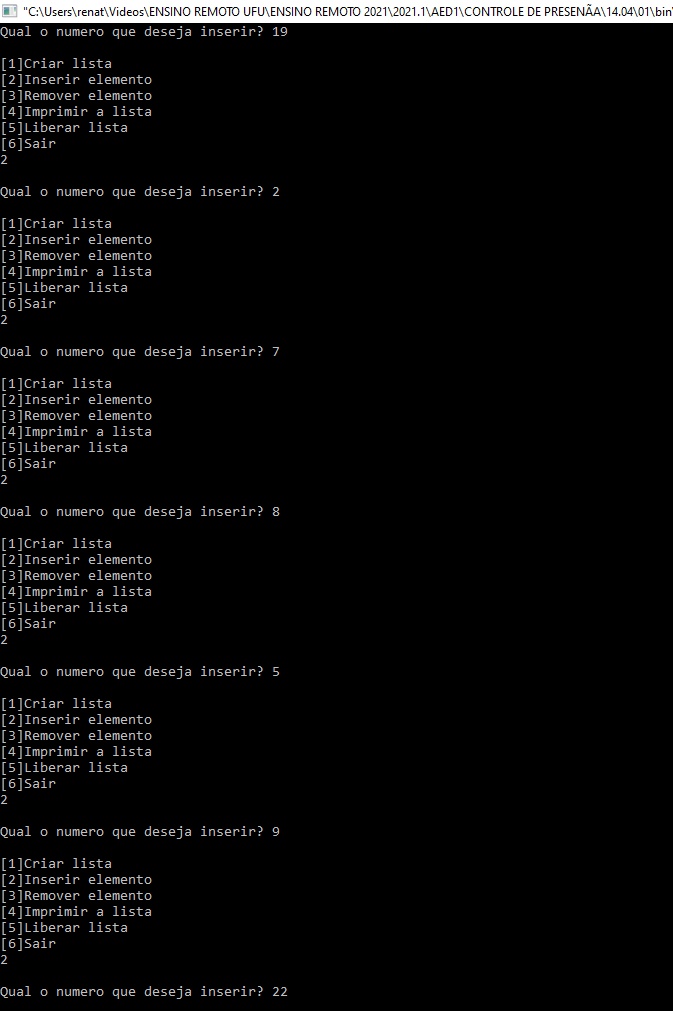 "C:\Users\renat\Videos\ENSINO REMOTO UFU\ENSINO REMOTO 2021\2021.1\AED1\CONTROLE DE PRESENÃA\14.04\01\bin\
Qual o numero que deseja inserir? 19
[1]Criar lista
[2]Inserir elemento
[3]Remover elemento
[4]Imprimir a lista
[5]Liberar lista
[6]Sair
2
Qual o numero que deseja inserir? 2
[1]Criar lista
[2]Inserir elemento
[3]Remover elemento
[4]Imprimir a lista
[5]Liberar lista
[6]Sair
2
Qual o numero que deseja inserir? 7
[1]Criar lista
[2]Inserir elemento
[3]Remover elemento
[4]Imprimir a lista
[5]Liberar lista
[6]Sair
2
Qual o numero que deseja inserir? 8
[1]Criar lista
[2]Inserir elemento
[3]Remover elemento
[4]Imprimir a lista
[5]Liberar lista
[6]Sair
2
Qual o numero que deseja inserir? 5
[1]Criar lista
[2]Inserir elemento
[3]Remover elemento
[4]Imprimir a lista
[5]Liberar lista
[6]Sair
2
Qual o numero que deseja inserir? 9
[1]Criar lista
[2]Inserir elemento
[3]Remover elemento
[4]Imprimir a lista
[5]Liberar lista
[6]Sair
2
Qual o numero que deseja inserir? 22